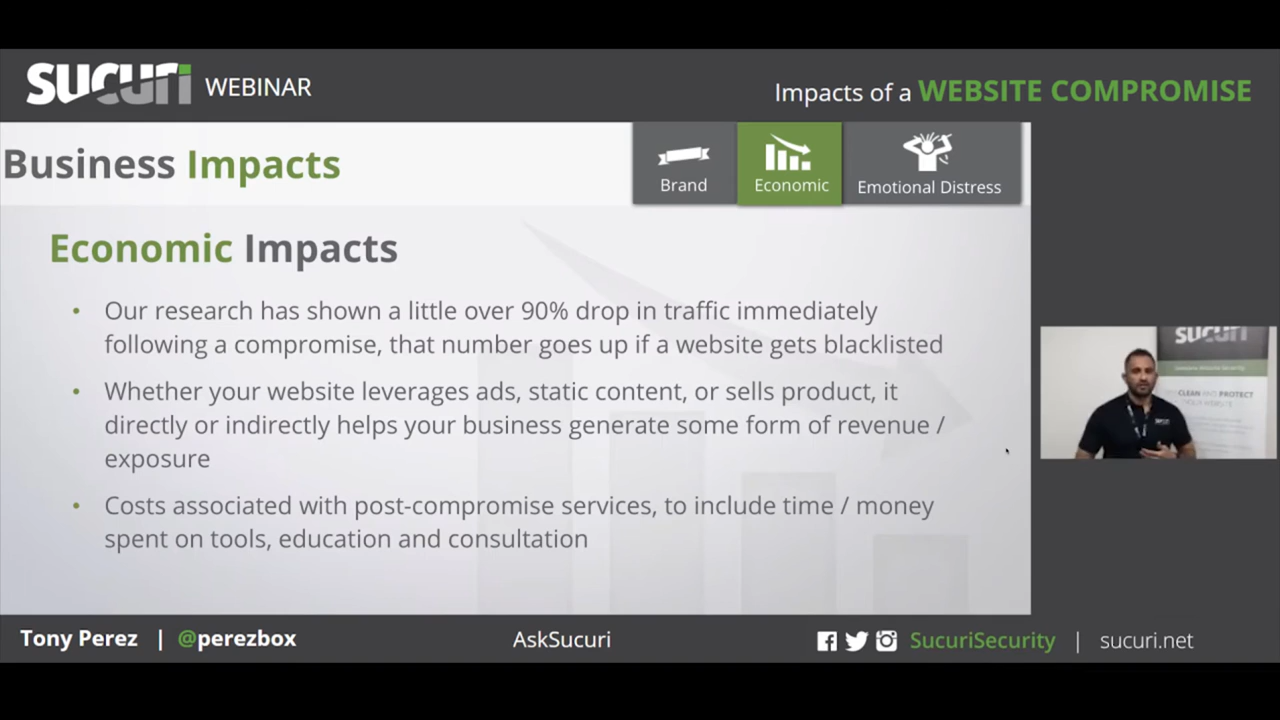 sucuri WEBINAR
Impacts of a WEBSITE COMPROMISE
Business Impacts
Brand
Economic
Emotional Distress
Economic Impacts
• Our research has shown a little over 90% drop in traffic immediately
following a compromise, that number goes up if a website gets blacklisted
• Whether your website leverages ads, static content, or sells product, it
directly or indirectly helps your business generate some form of revenue /
exposure
• Costs associated with post-compromise services, to include time / money
spent on tools, education and consultation
sucuri
CLEAN AND PROTECT
Tony Perez | @perezbox
AskSucuri
SucuriSecurity | sucuri.net